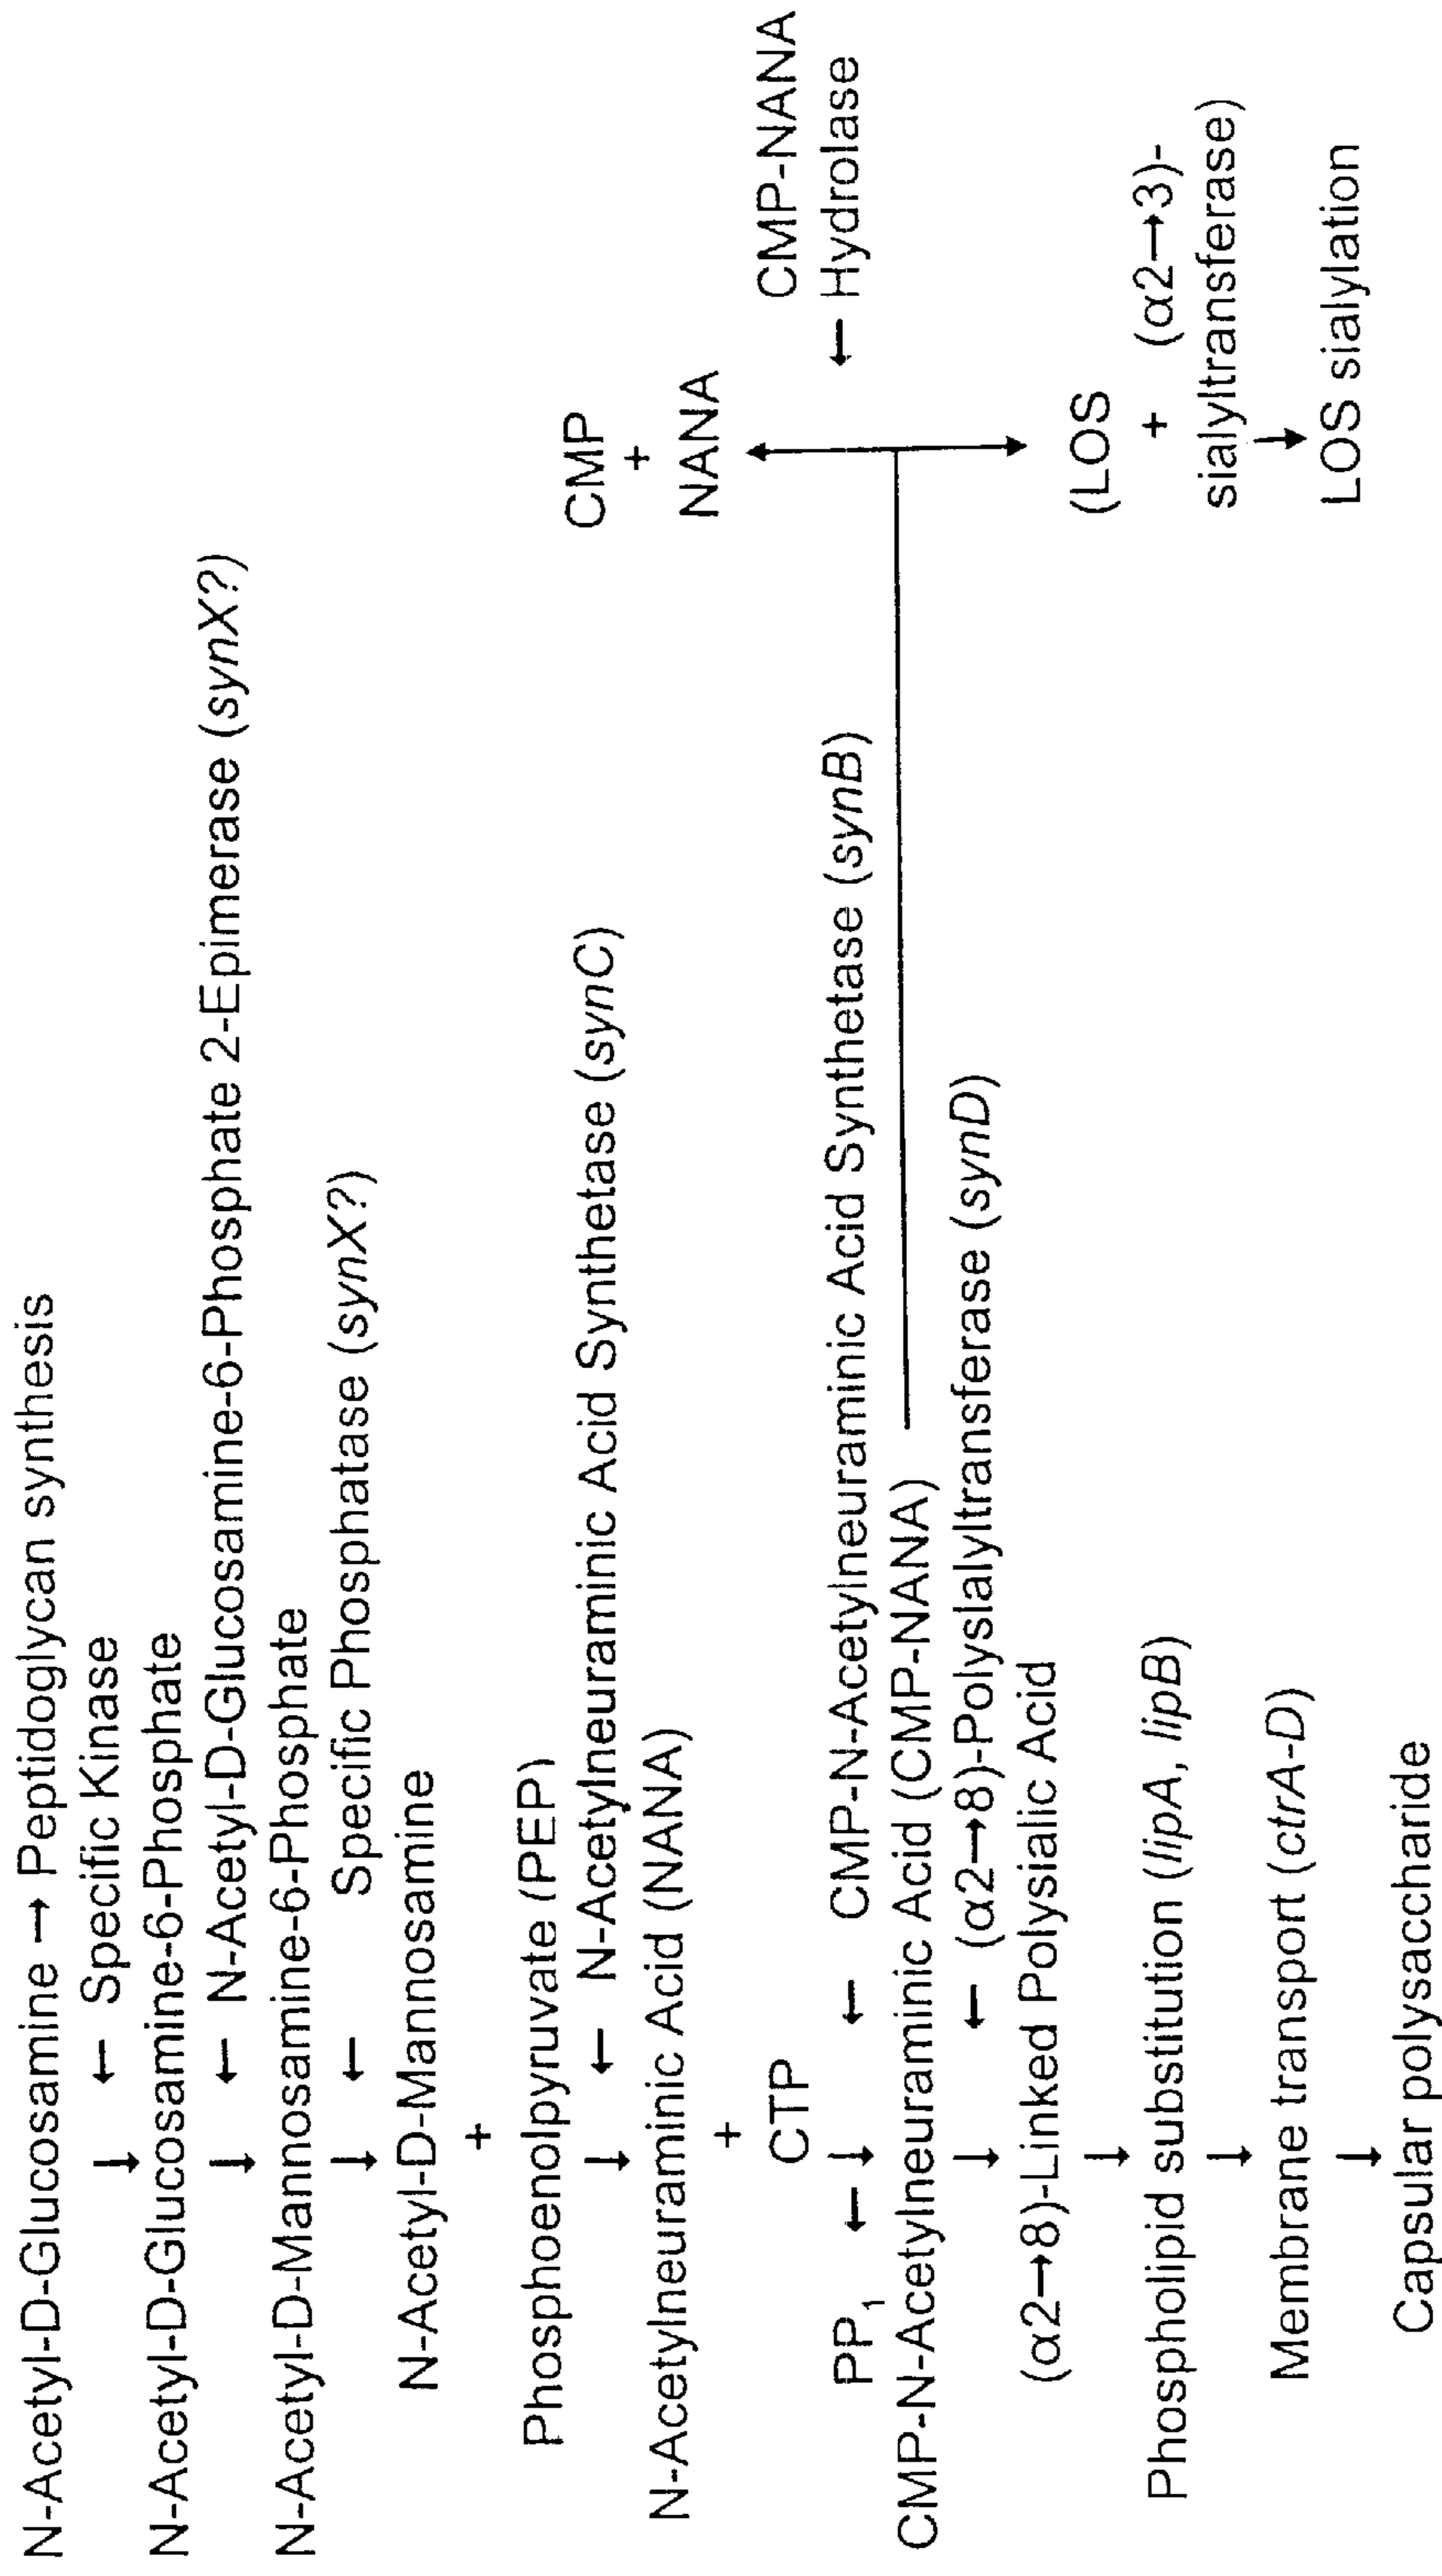 N-Acetyl-D-Glucosamine → Peptidoglycan synthesis
↓ ← Specific Kinase
N-Acetyl-D-Glucosamine-6-Phosphate
↓ ← N-Acetyl-D-Glucosamine-6-Phosphate 2-Epimerase (synX?)
N-Acetyl-D-Mannosamine-6-Phosphate
↓ ← Specific Phosphatase (synX?)
N-Acetyl-D-Mannosamine
+
Phosphoenolpyruvate (PEP)
↓ ← N-Acetylneuraminic Acid Synthetase (synC)
N-Acetylneuraminic Acid (NANA)
+
CTP
PP1 ← ↓ ← CMP-N-Acetylneuraminic Acid Synthetase (synB)
CMP-N-Acetylneuraminic Acid (CMP-NANA)
↓ ← (α2→8)-Polyslalyltransferase (synD)
(α2→8)-Linked Polysialic Acid
↓
Phospholipid substitution (lipA, lipB)
↓
Membrane transport (ctrA-D)
↓
Capsular polysaccharide
CMP
+
NANA
CMP-NANA
← Hydrolase
(LOS
+ (α2→3)-
sialyltransferase)
↓
LOS sialylation